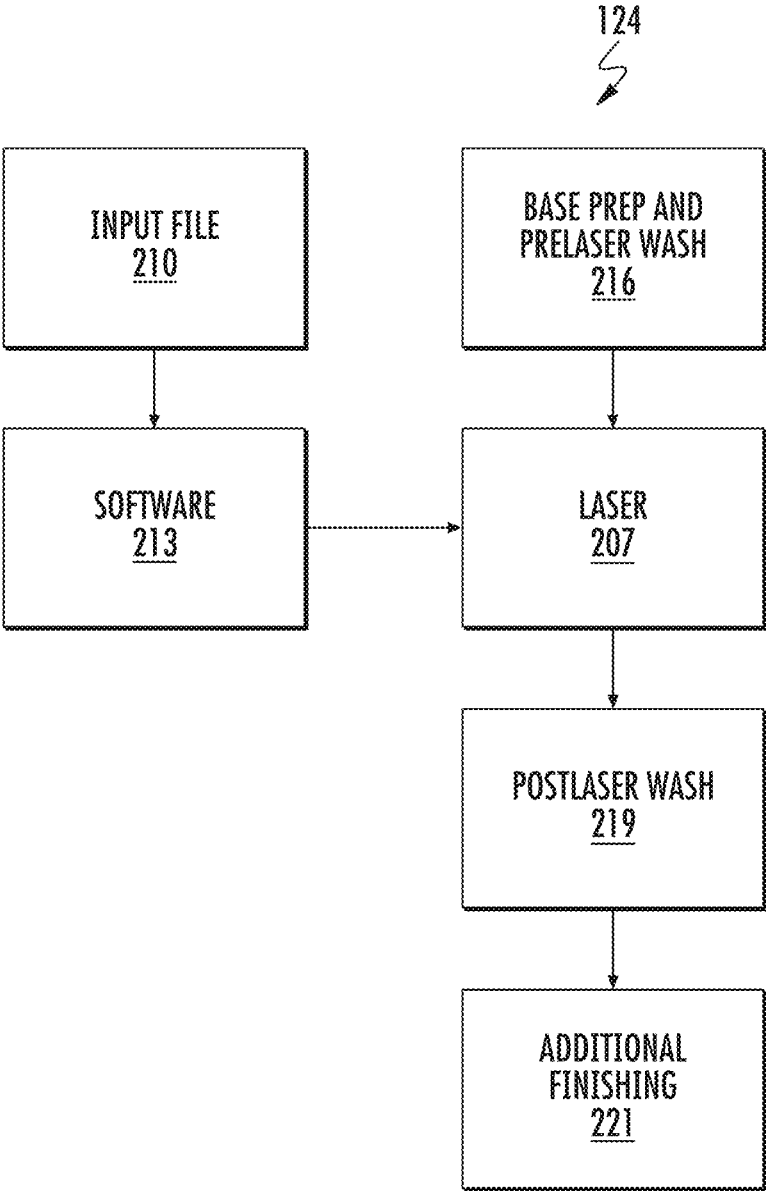 124
INPUT FILE
210
BASE PREP AND
PRELASER WASH
216
SOFTWARE
213
LASER
207
POSTLASER WASH
219
ADDITIONAL
FINISHING
221